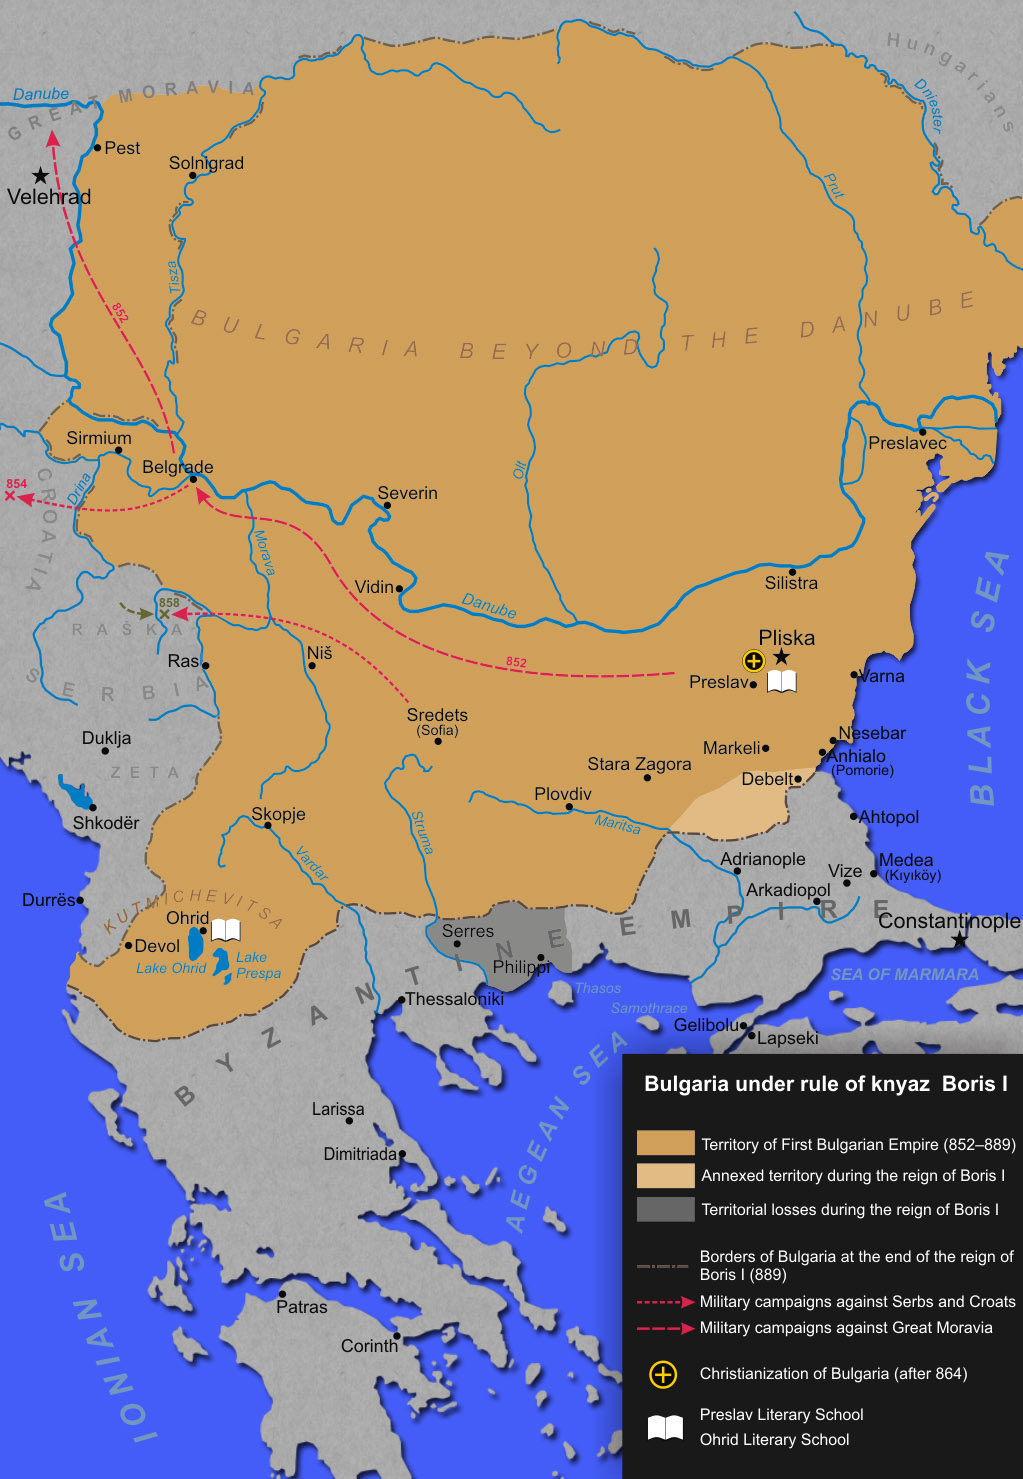 Hungarians
Danube
GREAT MORAVIA
Dniester
Pest
Solnigrad
Velehrad
Prut
Tisza
852
BULGARIA BEYOND THE DANUBE
Sirmium
Preslavec
Belgrade
854
Drina
CROATIA
Olt
Severin
Morava
BLACK SEA
Vidin
Silistra
Danube
858
RAŠKA
Pliska
Ras
Niš
852
Preslav
Varna
SERBIA
Sredets
(Sofia)
Nesebar
Duklja
Markeli
Anhialo
(Pomorie)
ZETA
Stara Zagora
Debelt
Plovdiv
Shkodër
Skopje
Struma
Maritsa
Ahtopol
Vardar
Adrianople
Medea
(Kıyıköy)
Vize
Arkadiopol
Durrës
KUTMICHEVITSA
Ohrid
Constantinople
BYZANTINE EMPIRE
Serres
Devol
Lake Ohrid
Lake
Prespa
Philippi
SEA OF MARMARA
Thasos
Thessaloniki
Samothrace
Gelibolu
Lapseki
AEGEAN SEA
Larissa
Dimitriada
IONIAN SEA
Patras
Corinth
Bulgaria under rule of knyaz Boris I
Territory of First Bulgarian Empire (852–889)
Annexed territory during the reign of Boris I
Territorial losses during the reign of Boris I
Borders of Bulgaria at the end of the reign of
Boris I (889)
Military campaigns against Serbs and Croats
Military campaigns against Great Moravia
Christianization of Bulgaria (after 864)
Preslav Literary School
Ohrid Literary School